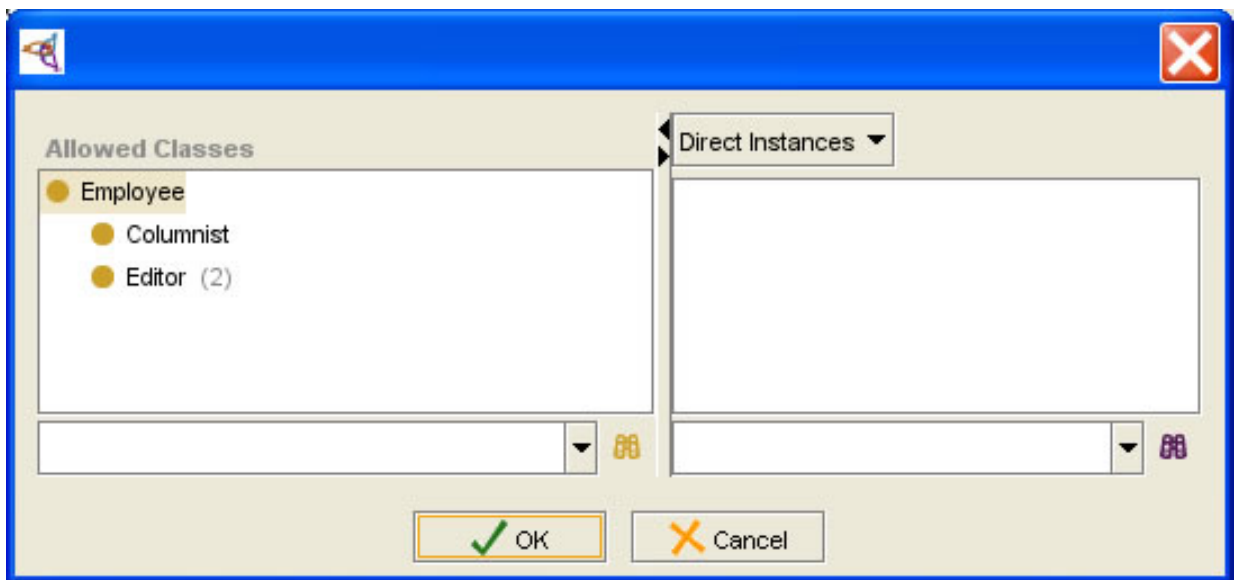 Allowed Classes
Direct Instances
Employee
Columnist
Editor (2)
OK
Cancel